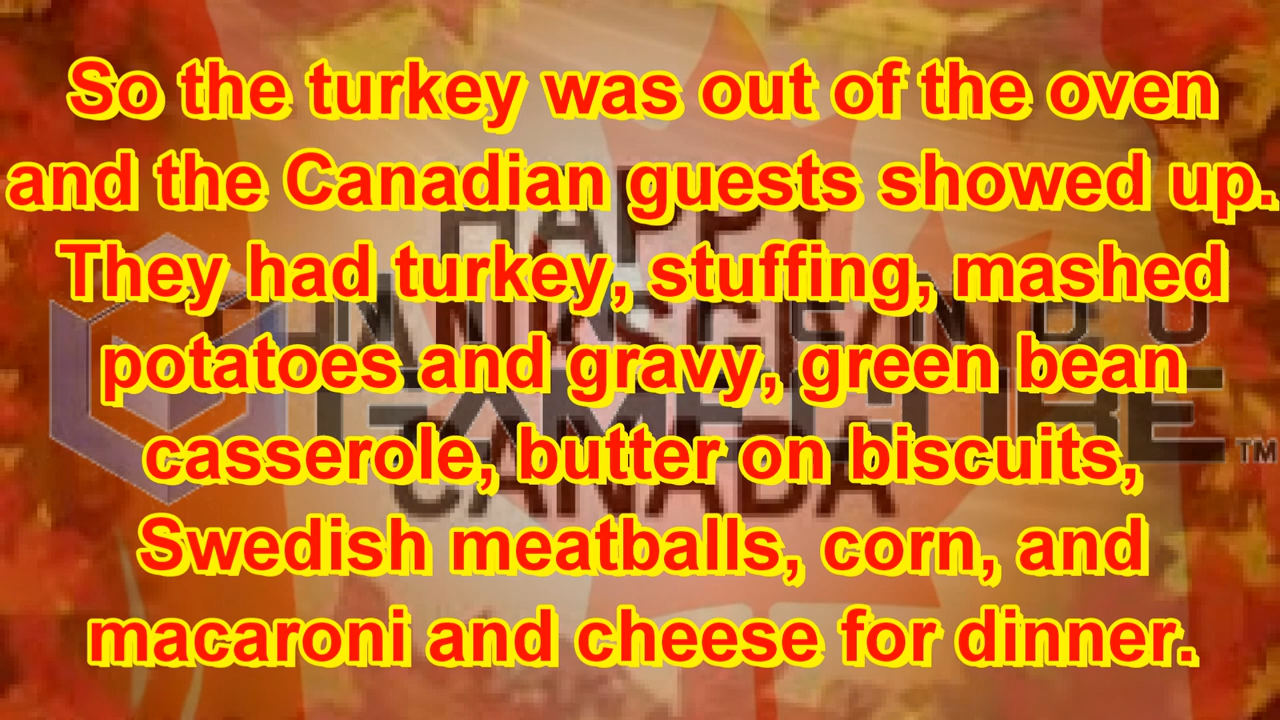 So the turkey was out of the oven
and the Canadian guests showed up.
They had turkey, stuffing, mashed
potatoes and gravy, green bean
casserole, butter on biscuits,
Swedish meatballs, corn, and
macaroni and cheese for dinner.
HAPPY
CANADA
GAMECUBE
TM